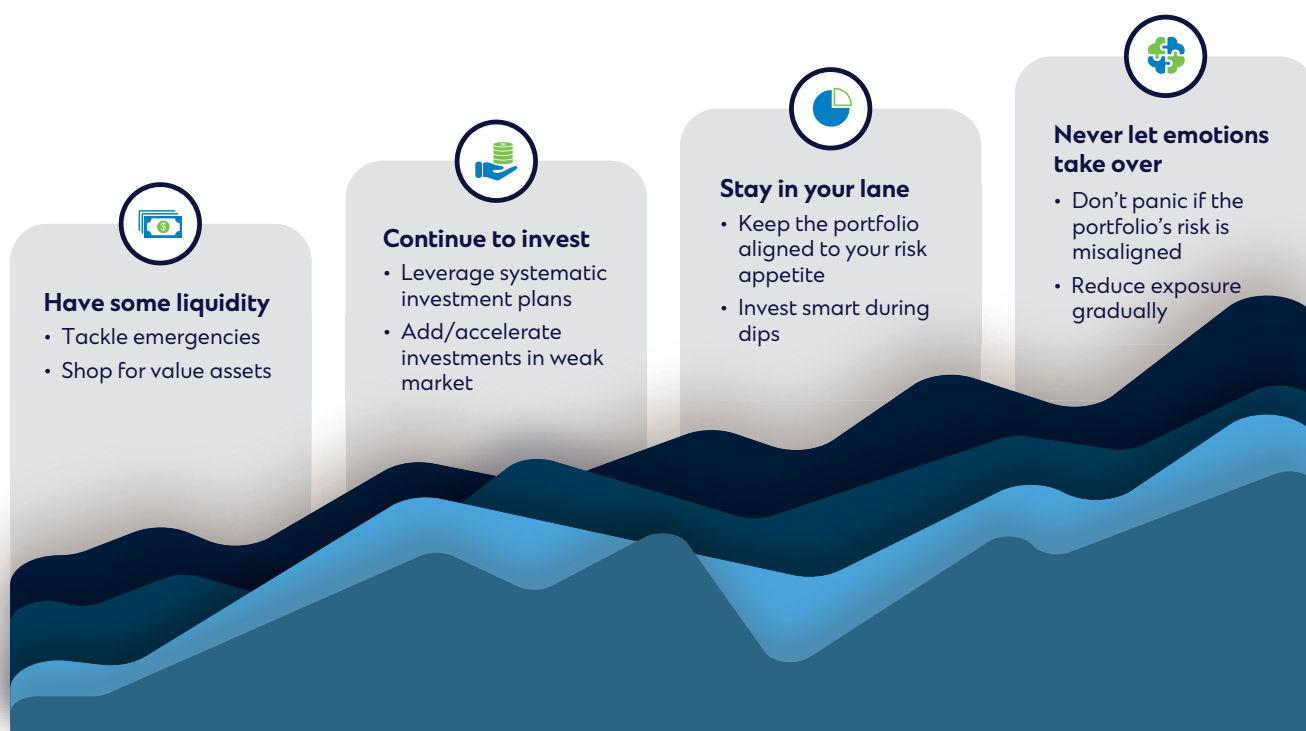 Have some liquidity
• Tackle emergencies
• Shop for value assets
Continue to invest
• Leverage systematic
investment plans
• Add/accelerate
investments in weak
market
Stay in your lane
• Keep the portfolio
aligned to your risk
appetite
• Invest smart during
dips
Never let emotions
take over
• Don’t panic if the
portfolio’s risk is
misaligned
• Reduce exposure
gradually